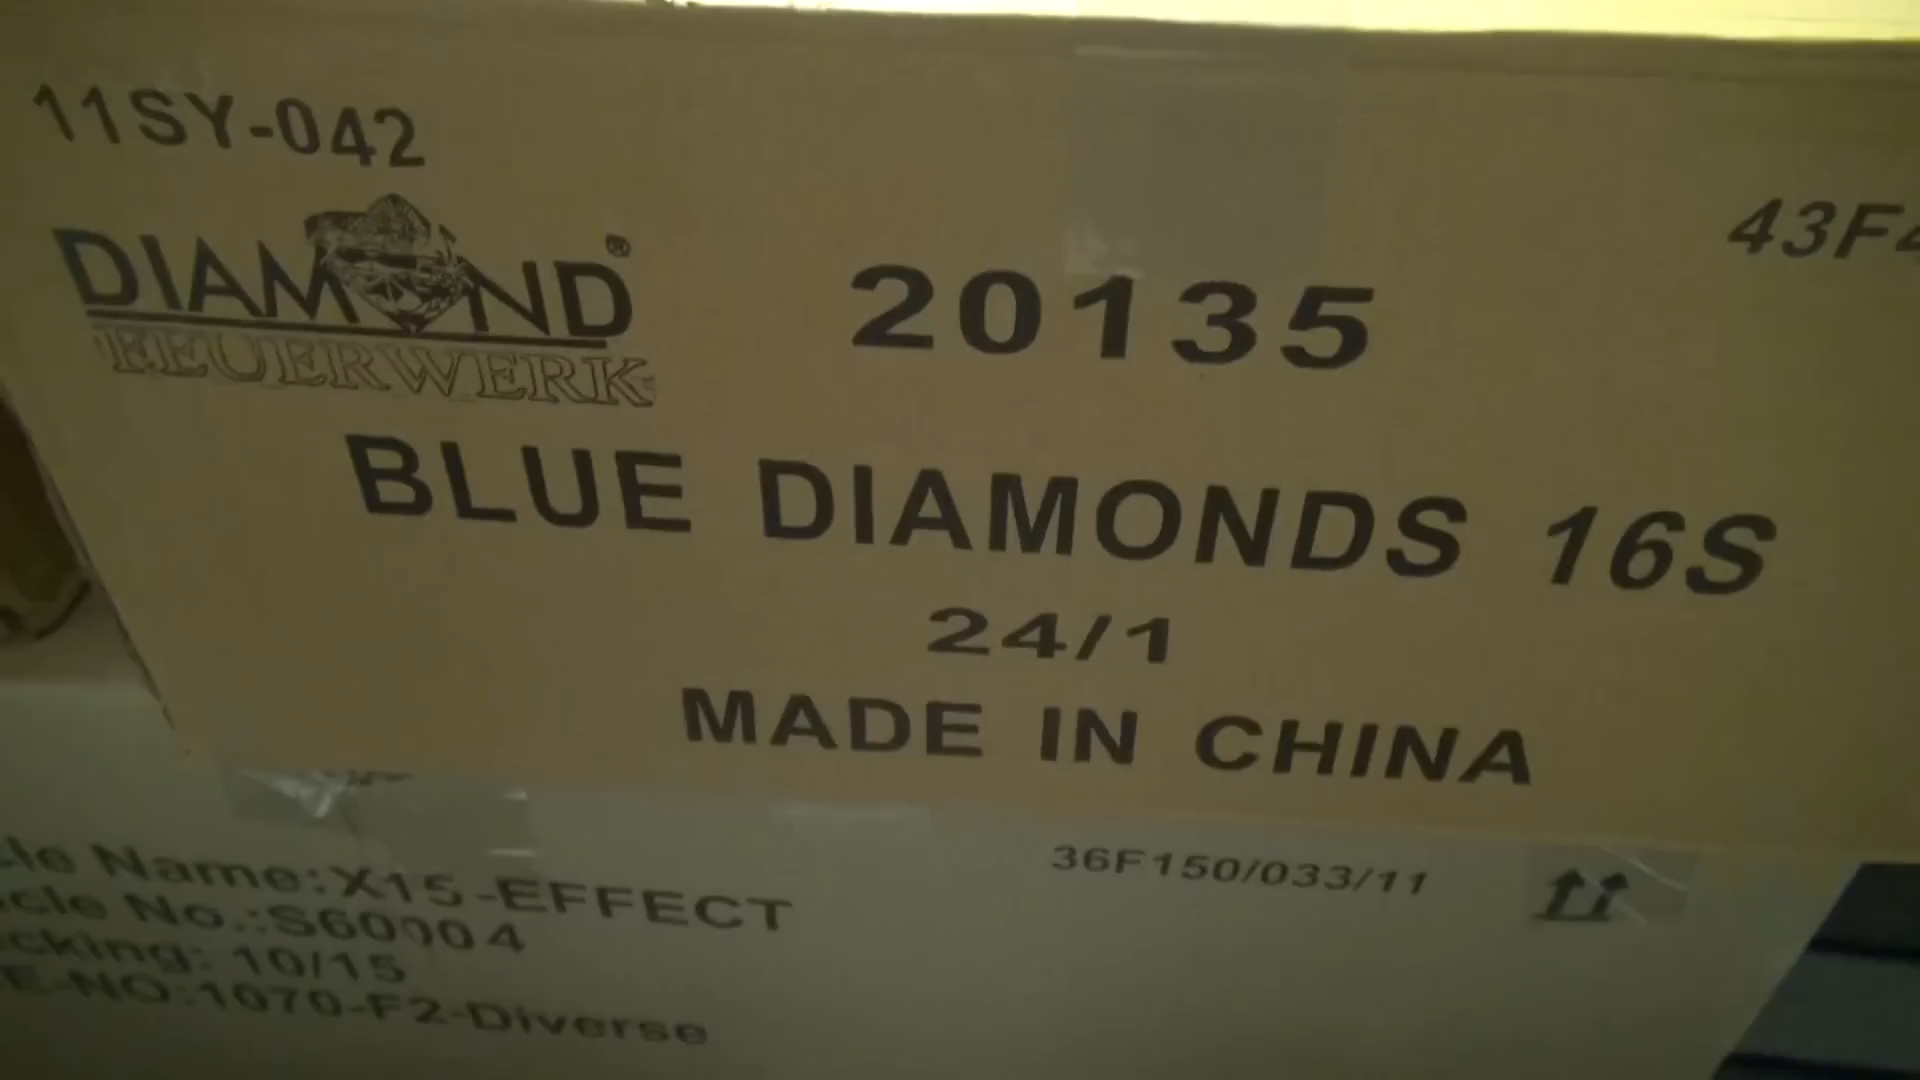 11SY-042
43F4
DIAMOND®
FEUERWERK
20135
BLUE DIAMONDS 16S
24/1
MADE IN CHINA
36F150/033/11
cle Name:X15-EFFECT
cle No.:S60004
cking: 10/15
E-NO:1070-F2-Diverse